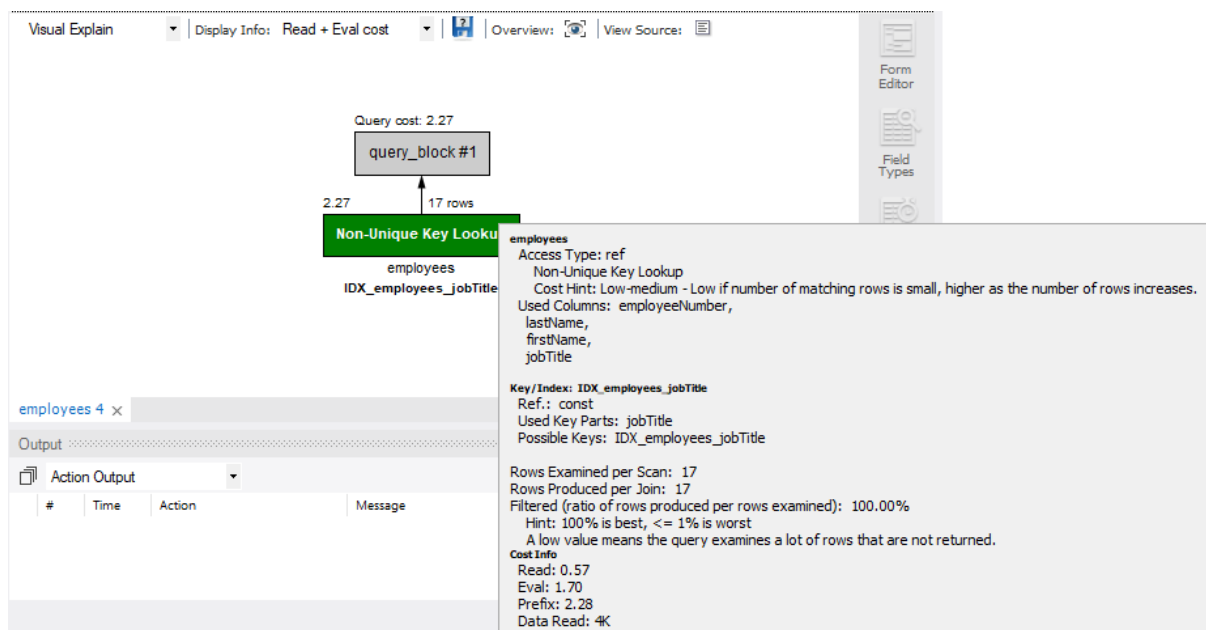 Visual Explain Display Info: Read + Eval cost Overview: View Source:
Form
Editor
Query cost: 2.27
query_block #1
Field
Types
2.27 17 rows
Non-Unique Key Looku
employees
IDX_employees_jobTitle
employees
Access Type: ref
Non-Unique Key Lookup
Cost Hint: Low-medium - Low if number of matching rows is small, higher as the number of rows increases.
Used Columns: employeeNumber,
lastName,
firstName,
jobTitle
Key/Index: IDX_employees_jobTitle
Ref.: const
Used Key Parts: jobTitle
Possible Keys: IDX_employees_jobTitle
Rows Examined per Scan: 17
Rows Produced per Join: 17
Filtered (ratio of rows produced per rows examined): 100.00%
Hint: 100% is best, <= 1% is worst
A low value means the query examines a lot of rows that are not returned.
Cost Info
Read: 0.57
Eval: 1.70
Prefix: 2.28
Data Read: 4K
employees 4 ×
Output
Action Output
# Time Action Message